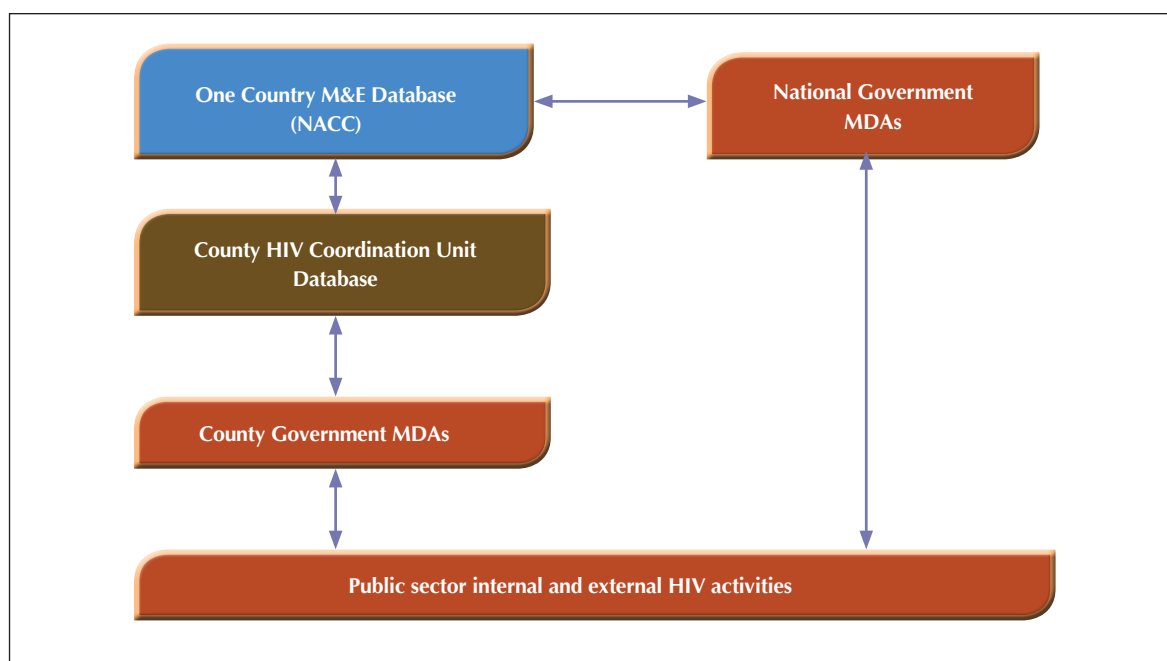 One Country M&E Database
(NACC)
National Government
MDAs
County HIV Coordination Unit
Database
County Government MDAs
Public sector internal and external HIV activities